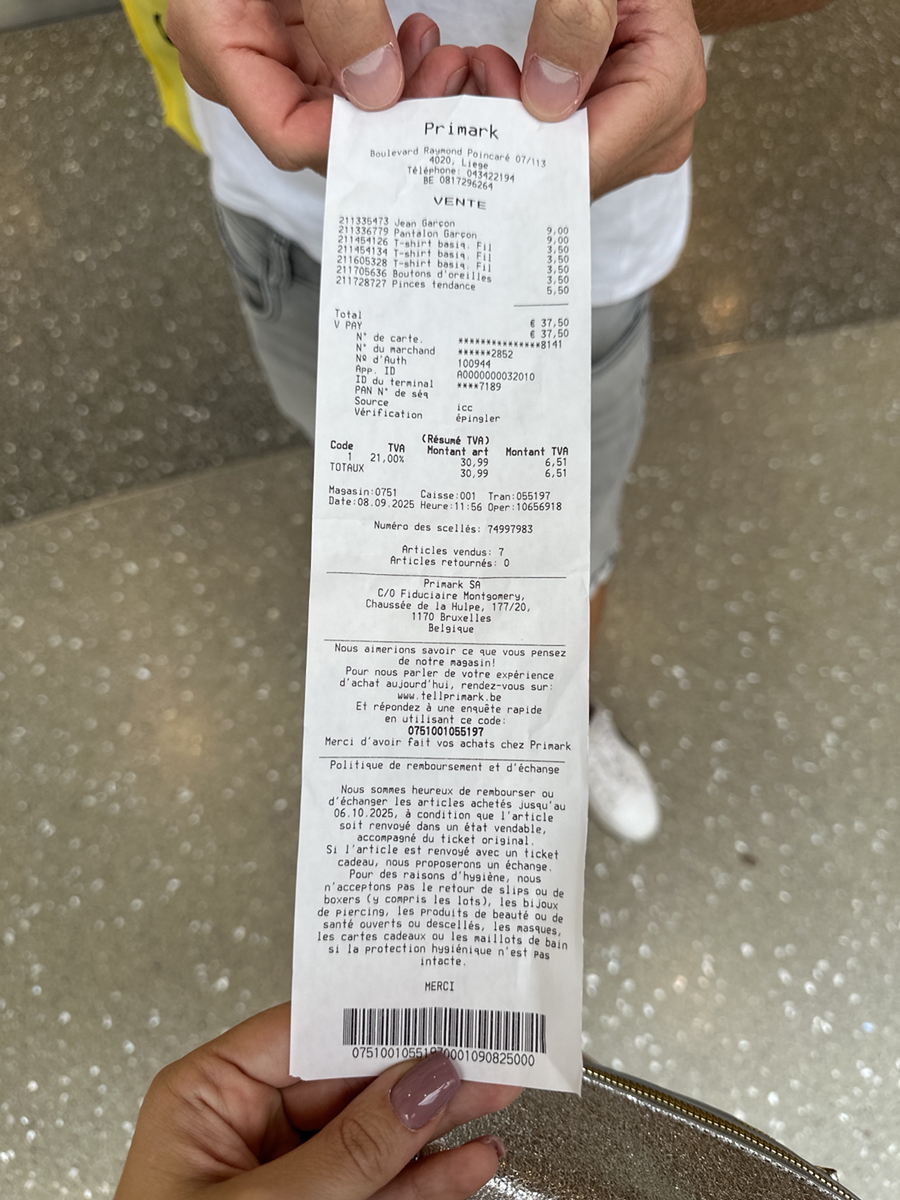 Primark
Boulevard Raymond Poincaré 07/113
4020, Liege
Téléphone: 043422194
BE 0817296264
VENTE
211335473 Jean Garçon 9,00
211336779 Pantalon Garçon 9,00
211454126 T-shirt basiq. Fil 3,50
211454134 T-shirt basiq. Fil 3,50
211605328 T-shirt basiq. Fil 3,50
211705636 Boutons d'oreilles 3,50
211728727 Pinces tendance 5,50
Total € 37,50
V PAY € 37,50
N° de carte. ***************8141
N° du marchand ******2852
Nº d'Auth 100944
App. ID A0000000032010
ID du terminal ****7189
PAN N° de séq
Source icc
Vérification épingler
(Résumé TVA)
Code TVA Montant art Montant TVA
1 21,00% 30,99 6,51
TOTAUX 30,99 6,51
Magasin:0751 Caisse:001 Tran:055197
Date:08.09.2025 Heure:11:56 Oper:10656918
Numéro des scellés: 74997983
Articles vendus: 7
Articles retournés: 0
Primark SA
C/O Fiduciaire Montgomery,
Chaussée de la Hulpe, 177/20,
1170 Bruxelles
Belgique
Nous aimerions savoir ce que vous pensez
de notre magasin!
Pour nous parler de votre expérience
d'achat aujourd'hui, rendez-vous sur:
www.tellprimark.be
Et répondez à une enquête rapide
en utilisant ce code:
0751001055197
Merci d'avoir fait vos achats chez Primark
Politique de remboursement et d'échange
Nous sommes heureux de rembourser ou
d'échanger les articles achetés jusqu'au
06.10.2025, à condition que l'article
soit renvoyé dans un état vendable,
accompagné du ticket original.
Si l'article est renvoyé avec un ticket
cadeau, nous proposerons un échange.
Pour des raisons d'hygiène, nous
n'acceptons pas le retour de slips ou de
boxers (y compris les lots), les bijoux
de piercing, les produits de beauté ou de
santé ouverts ou descellés, les masques,
les cartes cadeaux ou les maillots de bain
si la protection hygiénique n'est pas
intacte.
MERCI
07510010551970001090825000